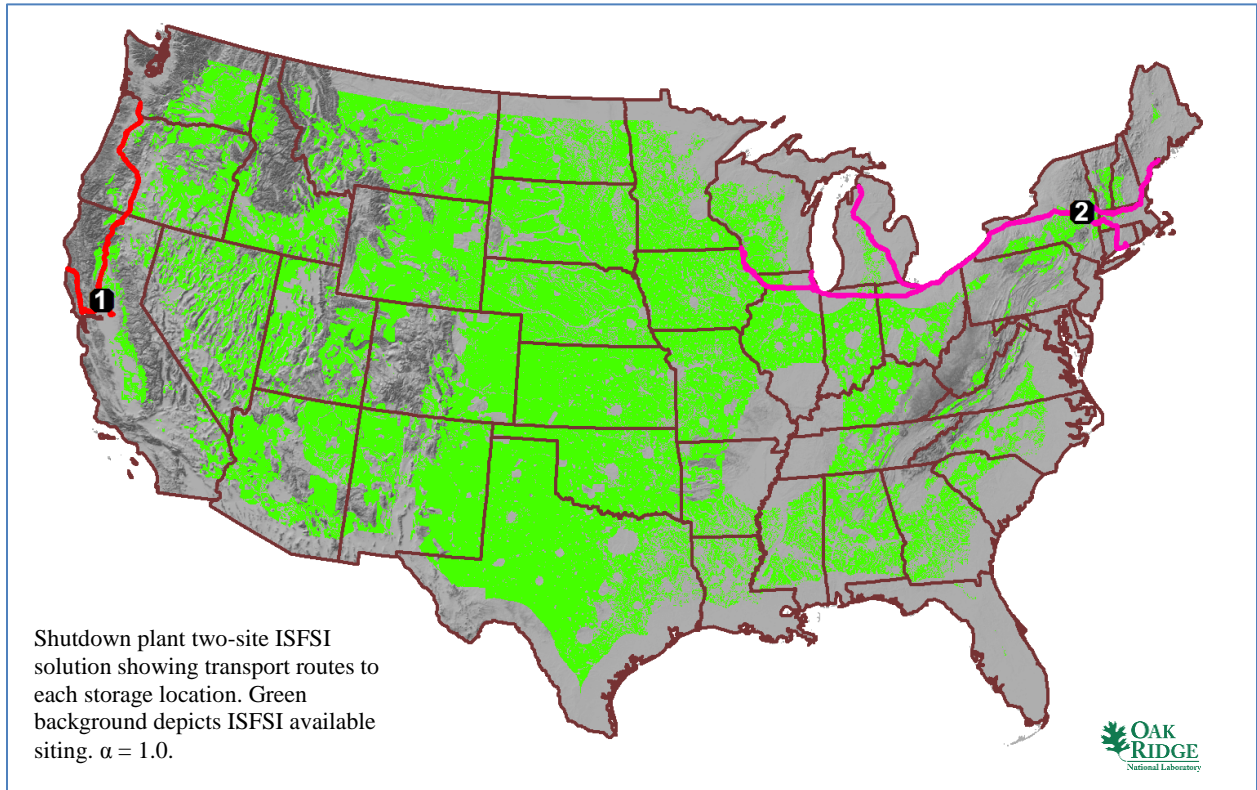 1
2
Shutdown plant two-site ISFSI
solution showing transport routes to
each storage location. Green
background depicts ISFSI available
siting. α = 1.0.
OAK
RIDGE
National Laboratory